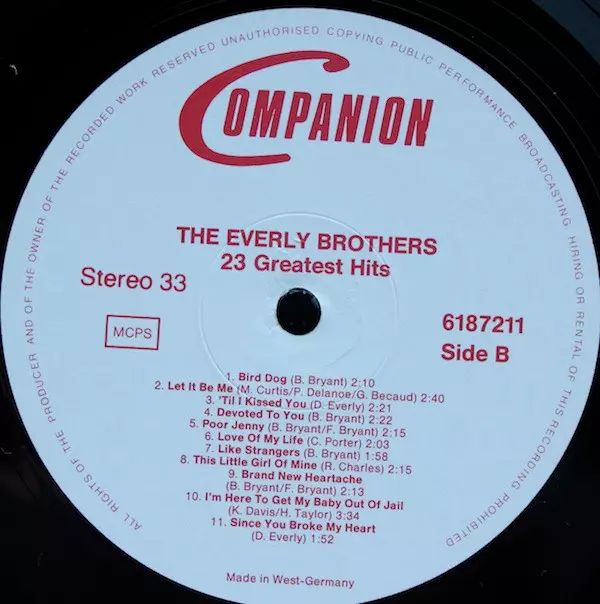 ALL RIGHTS OF THE PRODUCER AND OF THE OWNER OF THE RECORDED WORK RESERVED UNAUTHORISED COPYING PUBLIC PERFORMANCE BROADCASTING HIRING OR RENTAL OF THIS RECORDING PROHIBITED
COMPANION
THE EVERLY BROTHERS
23 Greatest Hits
Stereo 33
MCPS
6187211
Side B
1. Bird Dog (B. Bryant) 2:10
2. Let It Be Me (M. Curtis/P. Delanoe/G. Becaud) 2:40
3. 'Til I Kissed You (D. Everly) 2:21
4. Devoted To You (B. Bryant) 2:22
5. Poor Jenny (B. Bryant/F. Bryant) 2:15
6. Love Of My Life (C. Porter) 2:03
7. Like Strangers (B. Bryant) 1:58
8. This Little Girl Of Mine (R. Charles) 2:15
9. Brand New Heartache
(B. Bryant/F. Bryant) 2:13
10. I'm Here To Get My Baby Out Of Jail
(K. Davis/H. Taylor) 3:34
11. Since You Broke My Heart
(D. Everly) 1:52
Made in West-Germany